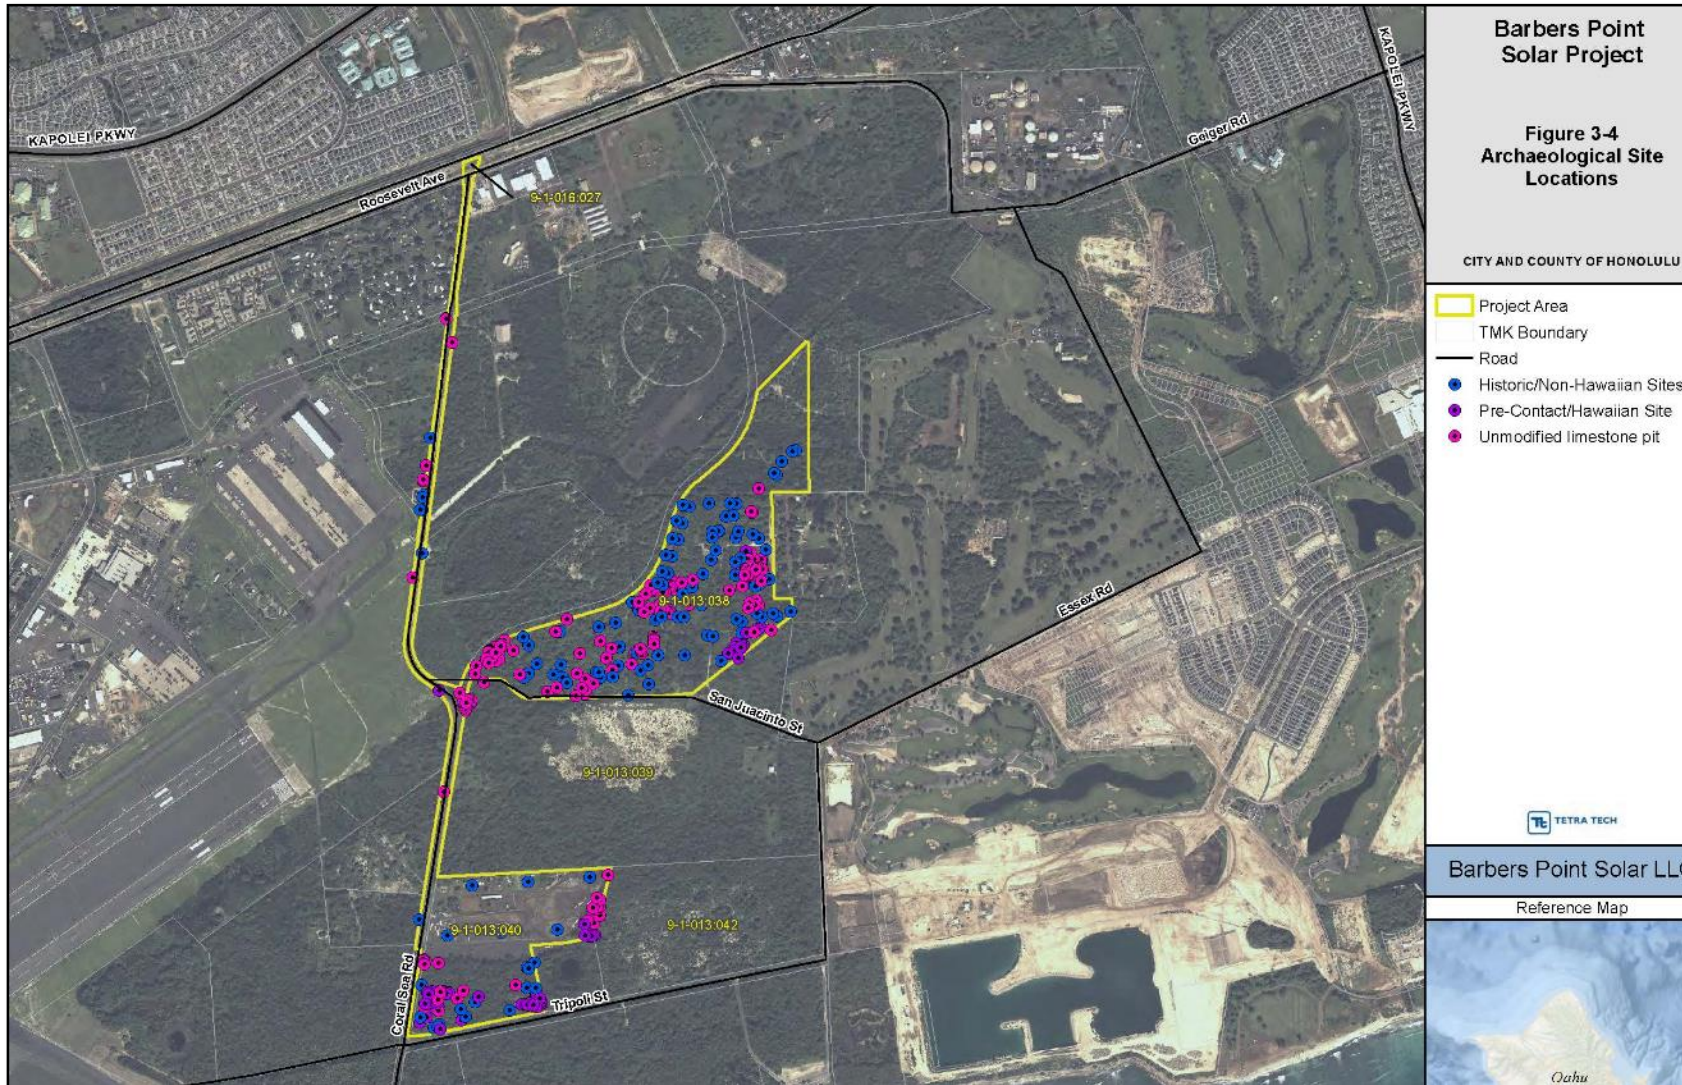 Barbers Point
Solar Project
Figure 3-4
Archaeological Site
Locations
CITY AND COUNTY OF HONOLULU
Project Area
TMK Boundary
Road
Historic/Non-Hawaiian Sites
Pre-Contact/Hawaiian Site
Unmodified limestone pit
Tt TETRA TECH
Barbers Point Solar LLC
Reference Map
Oahu
KAPOLEI PKWY
KAPOLEI PKWY
Geiger Rd
Roosevelt Ave
9-1-016:027
9-1-013:038
Essex Rd
San Juacinto St
9-1-013:039
9-1-013:040
9-1-013:042
Coral Sea Rd
Tripoli St